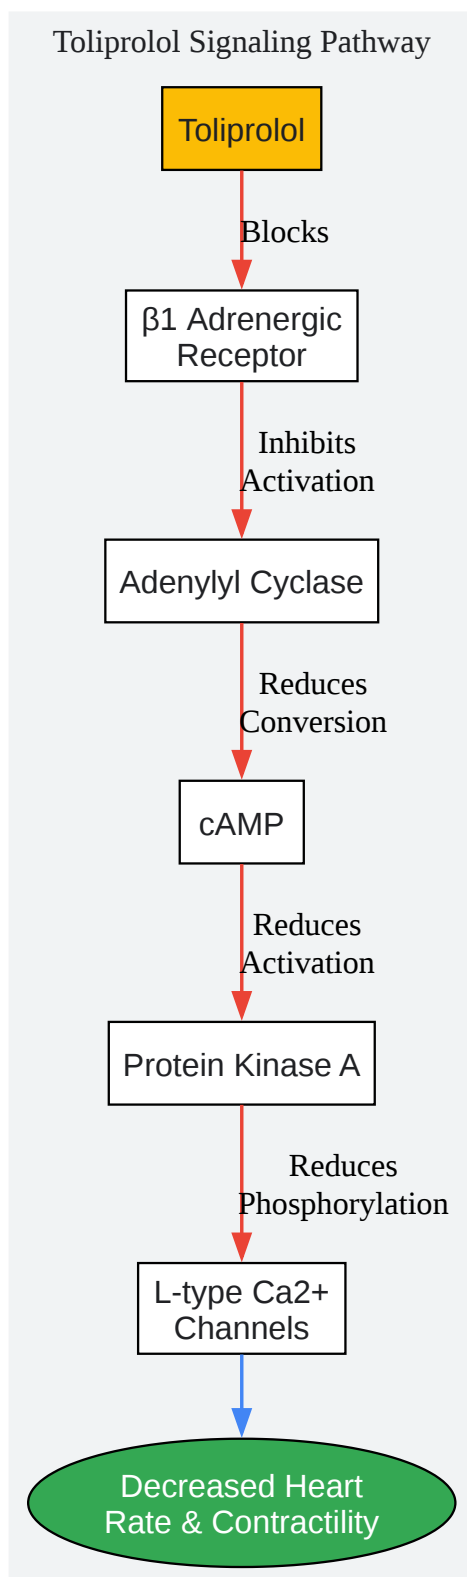 Toliprolol Signaling Pathway
Toliprolol
Blocks
β1 Adrenergic
Receptor
Inhibits
Activation
Adenylyl Cyclase
Reduces
Conversion
cAMP
Reduces
Activation
Protein Kinase A
Reduces
Phosphorylation
L-type Ca2+
Channels
Decreased Heart
Rate & Contractility